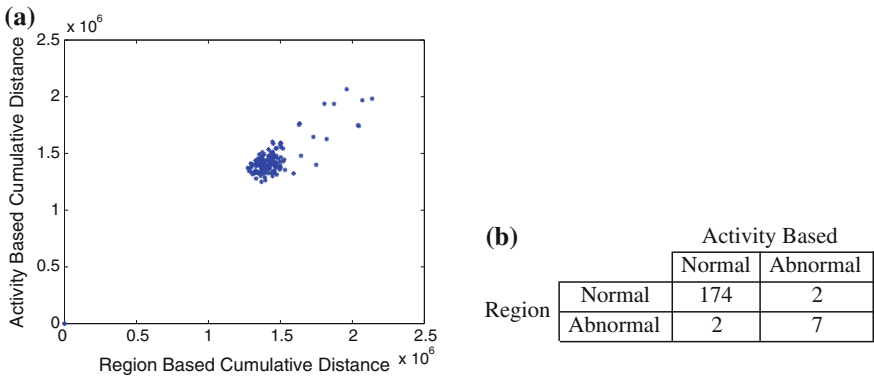 (a)
x 10^6
2.5
2
1.5
1
0.5
0
0 0.5 1 1.5 2 2.5
Activity Based Cumulative Distance
Region Based Cumulative Distance x 10^6
(b)
Activity Based
Normal Abnormal
Region Normal 174 2
Abnormal 2 7